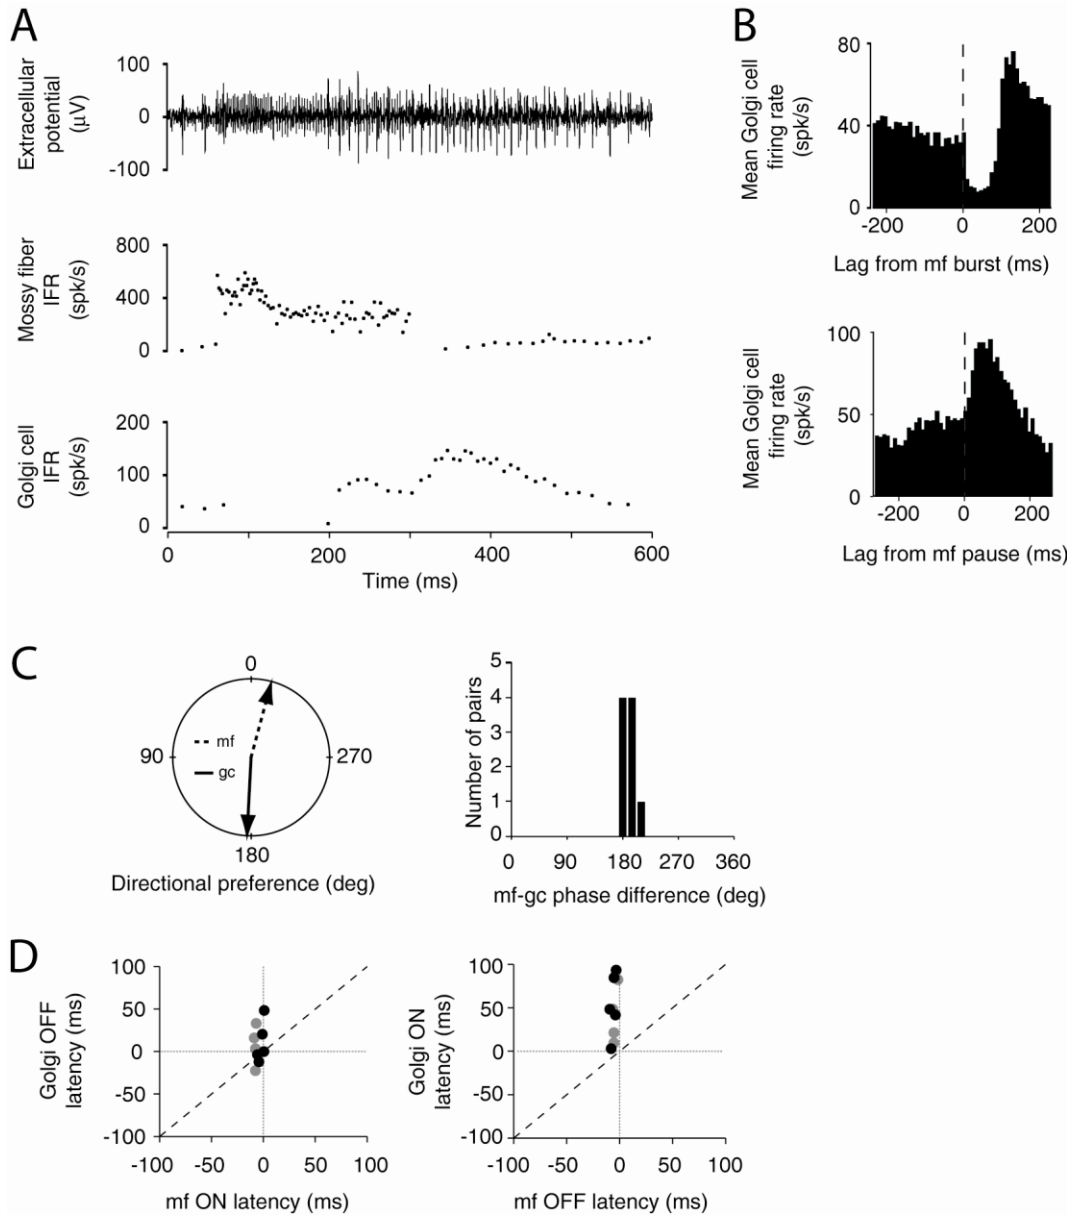 A
Extracellular
potential
(µV)
100
0
-100
Mossy fiber
IFR
(spk/s)
800
400
0
Golgi cell
IFR
(spk/s)
200
100
0
0 200 400 600
Time (ms)
B
Mean Golgi cell
firing rate
(spk/s)
80
40
0
-200 0 200
Lag from mf burst (ms)
Mean Golgi cell
firing rate
(spk/s)
100
50
0
-200 0 200
Lag from mf pause (ms)
C
0
90
270
180
mf
gc
Directional preference (deg)
Number of pairs
5
4
3
2
1
0
0 90 180 270 360
mf-gc phase difference (deg)
D
Golgi OFF
latency (ms)
100
50
0
-50
-100
-100 -50 0 50 100
mf ON latency (ms)
Golgi ON
latency (ms)
100
50
0
-50
-100
-100 -50 0 50 100
mf OFF latency (ms)